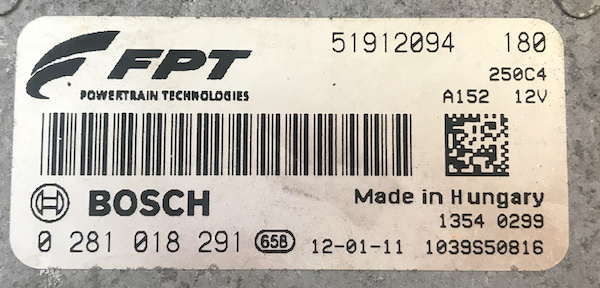 FPT 51912094 180
250C4
POWERTRAIN TECHNOLOGIES A152 12V
BOSCH Made in Hungary
1354 0299
0 281 018 291 658 12-01-11 1039S50816